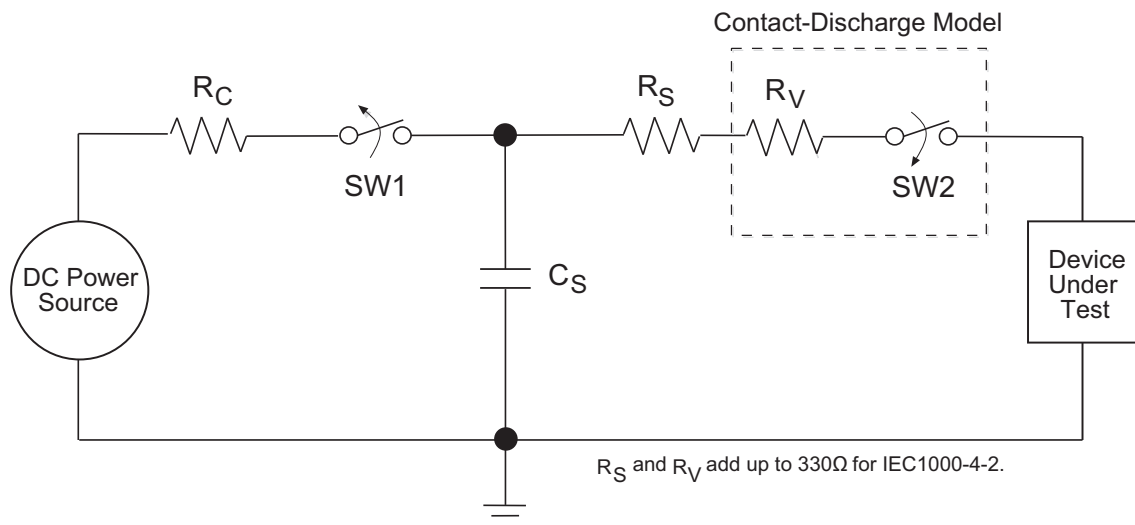 Contact-Discharge Model
RC
RS
RV
SW1
SW2
DC Power
Source
CS
Device
Under
Test
RS and RV add up to 330Ω for IEC1000-4-2.